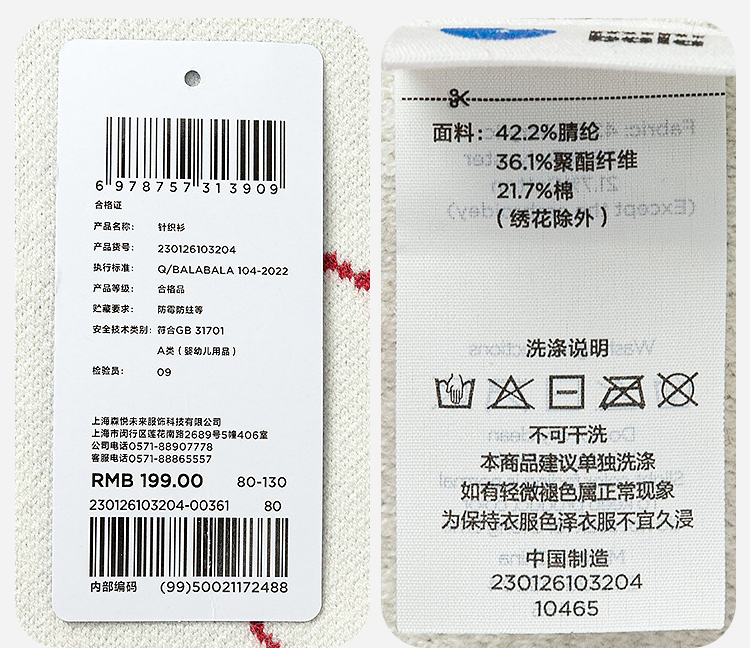 6 978757 313909
合格证
产品名称: 针织衫
产品货号: 230126103204
执行标准: Q/BALABALA 104-2022
产品等级: 合格品
贮藏要求: 防霉防蛀等
安全技术类别: 符合GB 31701
A类（婴幼儿用品）
检验员: 09
上海森悦未来服饰科技有限公司
上海市闵行区莲花南路2689号5幢406室
公司电话0571-88907778
客服电话0571-88865557
RMB 199.00 80-130
230126103204-00361 80
内部编码 (99)50021172488
面料: 42.2%腈纶
36.1%聚酯纤维
21.7%棉
（绣花除外）
洗涤说明
不可干洗
本商品建议单独洗涤
如有轻微褪色属正常现象
为保持衣服色泽衣服不宜久浸
中国制造
230126103204
10465